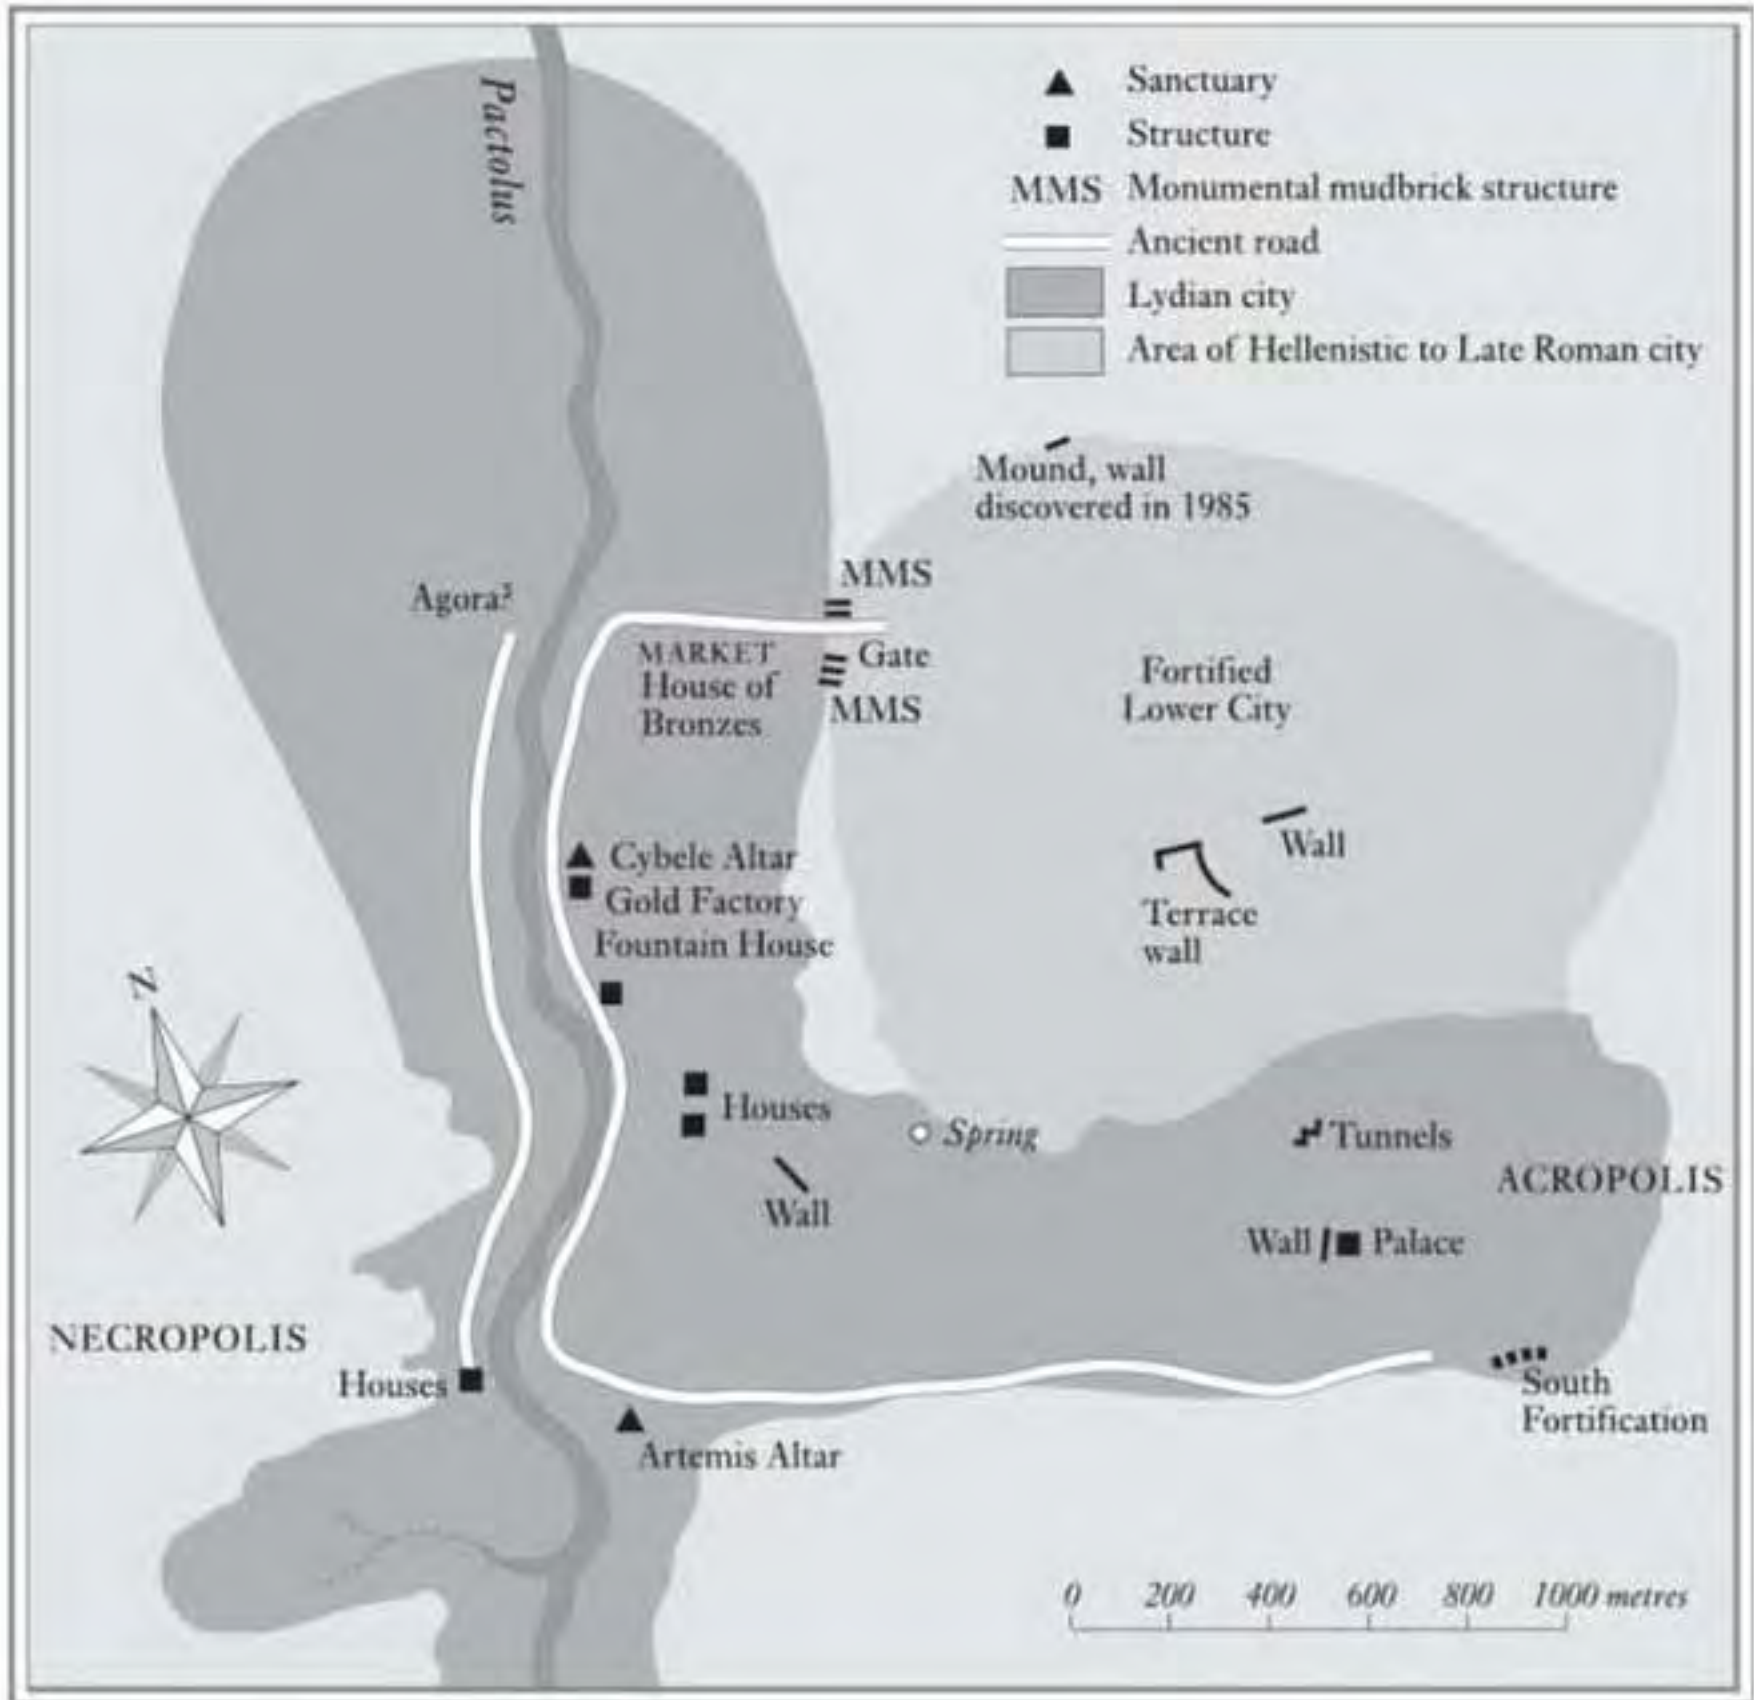 Pactolus
Sanctuary
Structure
MMS Monumental mudbrick structure
Ancient road
Lydian city
Area of Hellenistic to Late Roman city
Mound, wall
discovered in 1985
Agora?
MMS
MARKET
House of
Bronzes
Gate
MMS
Fortified
Lower City
Wall
Terrace
wall
Cybele Altar
Gold Factory
Fountain House
N
Houses
Wall
Spring
Tunnels
ACROPOLIS
Wall
Palace
NECROPOLIS
Houses
South
Fortification
Artemis Altar
0 200 400 600 800 1000 metres